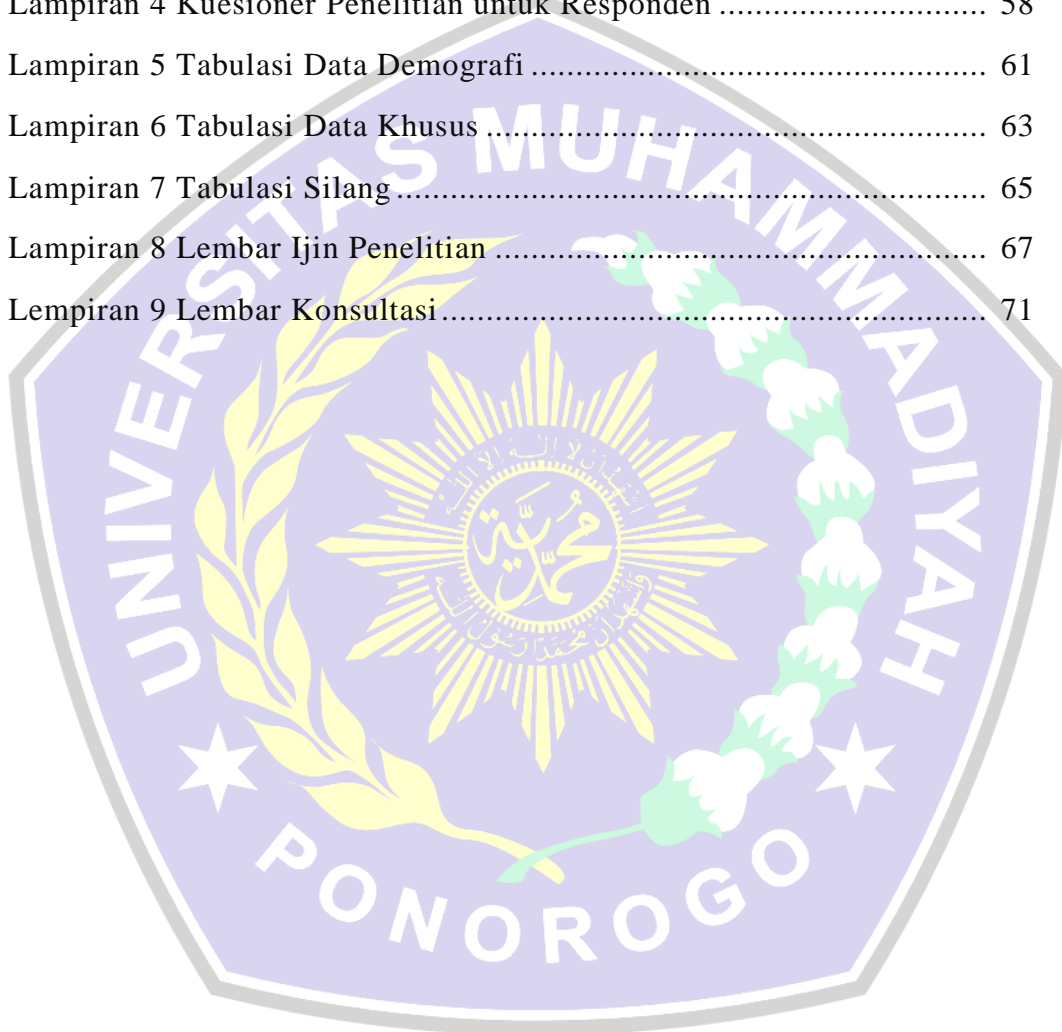 Lampiran 4 Kuesioner Penelitian untuk Responden .............................. 58
Lampiran 5 Tabulasi Data Demografi ................................................... 61
Lampiran 6 Tabulasi Data Khusus ........................................................ 63
Lampiran 7 Tabulasi Silang .................................................................. 65
Lampiran 8 Lembar Ijin Penelitian ....................................................... 67
Lempiran 9 Lembar Konsultasi ............................................................. 71
UNIVERSITAS MUHAMMADIYAH
محمدية
PONOROGO